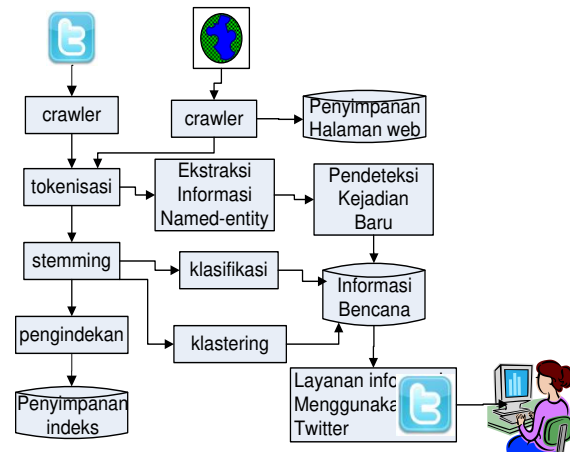 crawler
crawler
Penyimpanan
Halaman web
tokenisasi
Ekstraksi
Informasi
Named-entity
Pendeteksi
Kejadian
Baru
stemming
klasifikasi
Informasi
Bencana
pengindekan
klastering
Penyimpanan
indeks
Layanan info
Menggunaka
Twitter